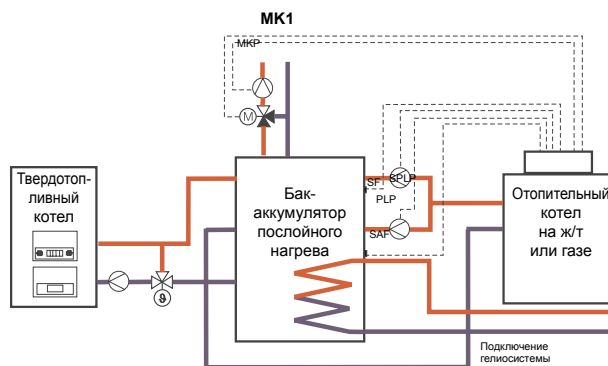 МК1
МКР
M
Твердотоп-
ливный
котел
Бак-
аккумулятор
послойного
нагрева
SF
SPLP
PLP
SAF
Отопительный
котел
на ж/т
или газе
ϑ
Подключение
гелиосистемы